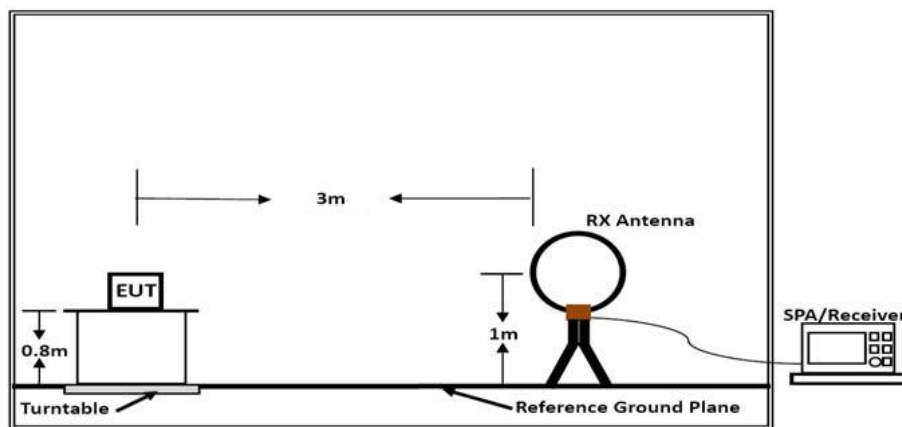 3m
RX Antenna
EUT
SPA/Receiver
0.8m
1m
Turntable
Reference Ground Plane